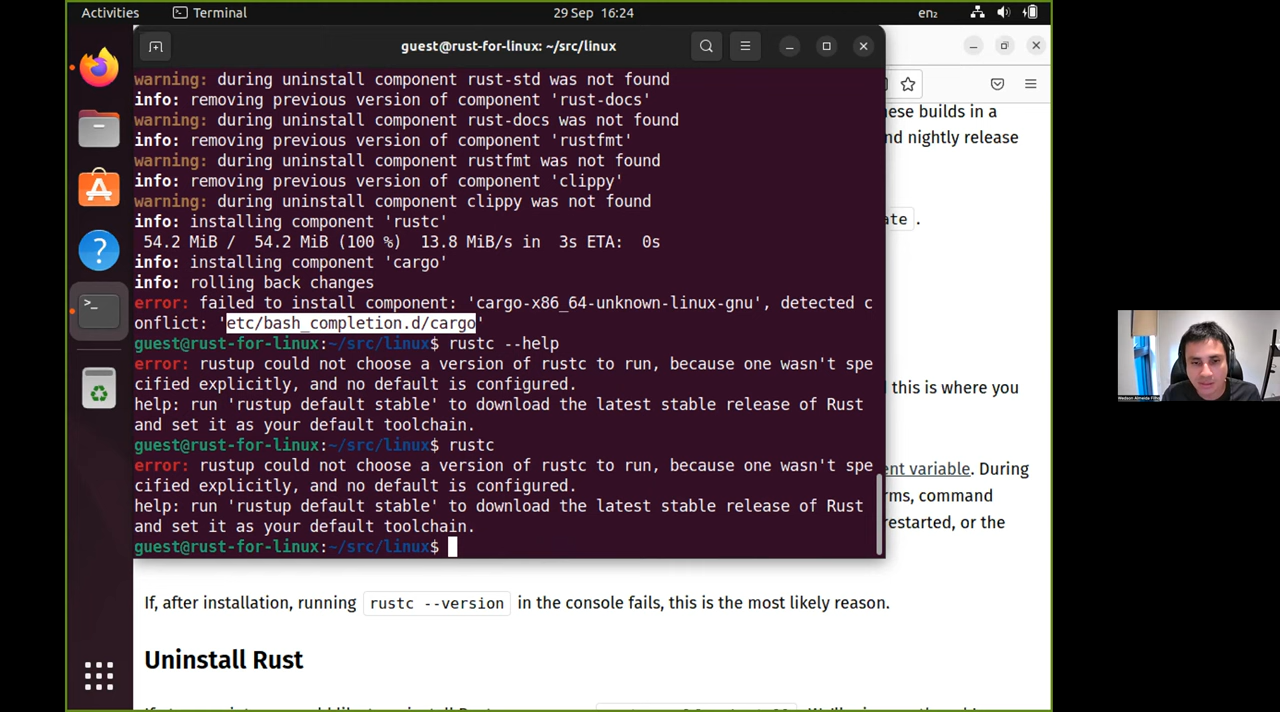 Activities
Terminal
29 Sep 16:24
en₂
guest@rust-for-linux: ~/src/linux
warning: during uninstall component rust-std was not found
info: removing previous version of component 'rust-docs'
warning: during uninstall component rust-docs was not found
info: removing previous version of component 'rustfmt'
warning: during uninstall component rustfmt was not found
info: removing previous version of component 'clippy'
warning: during uninstall component clippy was not found
info: installing component 'rustc'
54.2 MiB / 54.2 MiB (100 %) 13.8 MiB/s in 3s ETA: 0s
info: installing component 'cargo'
info: rolling back changes
error: failed to install component: 'cargo-x86_64-unknown-linux-gnu', detected c
onflict: 'etc/bash_completion.d/cargo'
guest@rust-for-linux:~/src/linux$ rustc --help
error: rustup could not choose a version of rustc to run, because one wasn't spe
cified explicitly, and no default is configured.
help: run 'rustup default stable' to download the latest stable release of Rust
and set it as your default toolchain.
guest@rust-for-linux:~/src/linux$ rustc
error: rustup could not choose a version of rustc to run, because one wasn't spe
cified explicitly, and no default is configured.
help: run 'rustup default stable' to download the latest stable release of Rust
and set it as your default toolchain.
guest@rust-for-linux:~/src/linux$
ese builds in a
nd nightly release
ate .
d this is where you
ent variable. During
rms, command
restarted, or the
If, after installation, running rustc --version in the console fails, this is the most likely reason.
Uninstall Rust
Wedson Almeida Filho